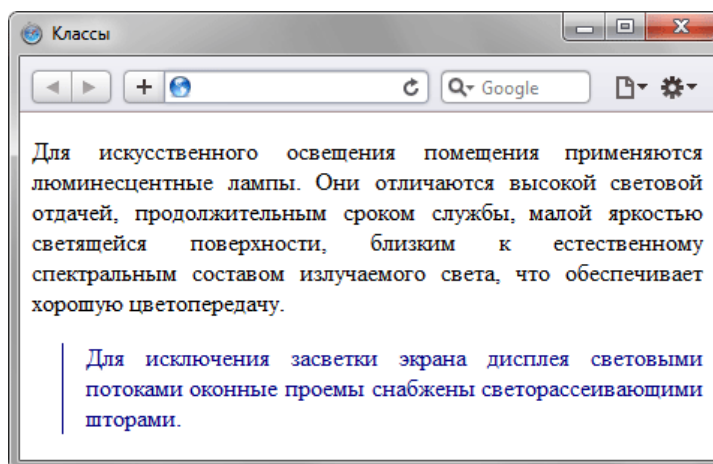 Классы
Google
Для искусственного освещения помещения применяются
люминесцентные лампы. Они отличаются высокой световой
отдачей, продолжительным сроком службы, малой яркостью
светящейся поверхности, близким к естественному
спектральным составом излучаемого света, что обеспечивает
хорошую цветопередачу.
Для исключения засветки экрана дисплея световыми
потоками оконные проемы снабжены светорассеивающими
шторами.